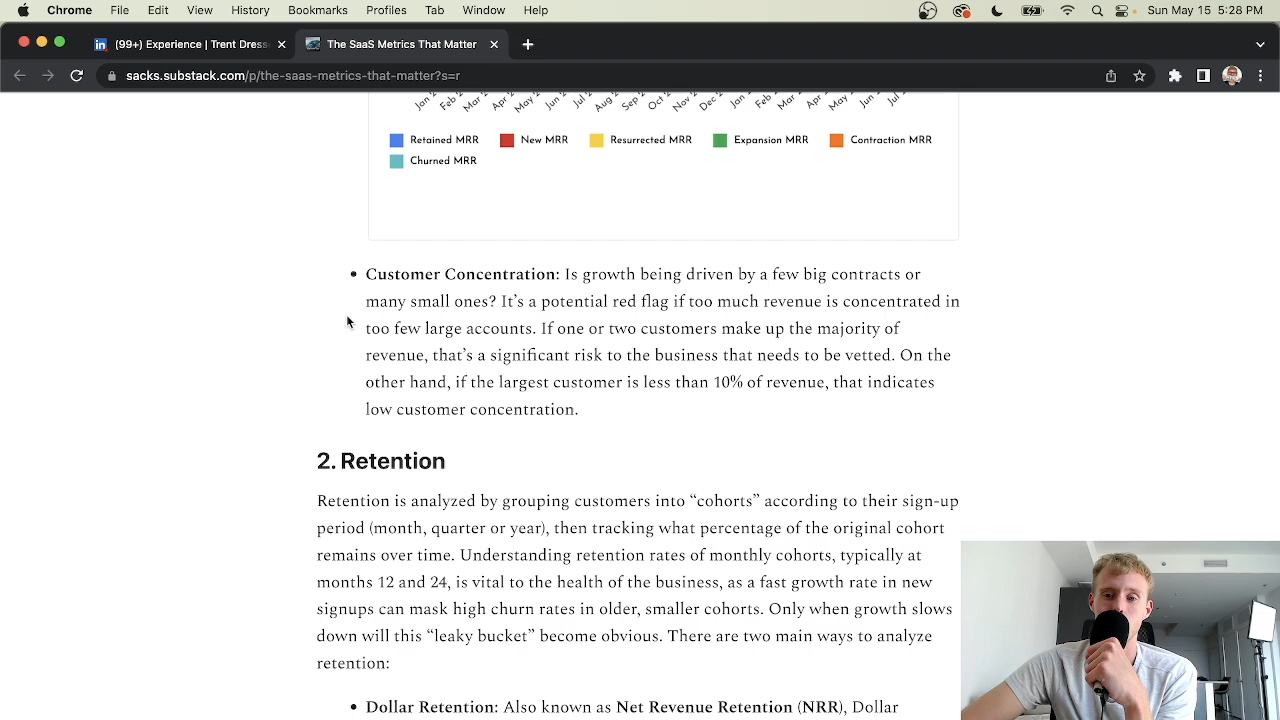 Chrome File Edit View History Bookmarks Profiles Tab Window Help Sun May 15 5:28 PM
(99+) Experience | Trent Dress
The SaaS Metrics That Matter
sacks.substack.com/p/the-saas-metrics-that-matter?s=r
Retained MRR New MRR Resurrected MRR Expansion MRR Contraction MRR
Churned MRR
• Customer Concentration: Is growth being driven by a few big contracts or
many small ones? It’s a potential red flag if too much revenue is concentrated in
too few large accounts. If one or two customers make up the majority of
revenue, that’s a significant risk to the business that needs to be vetted. On the
other hand, if the largest customer is less than 10% of revenue, that indicates
low customer concentration.
2. Retention
Retention is analyzed by grouping customers into “cohorts” according to their sign-up
period (month, quarter or year), then tracking what percentage of the original cohort
remains over time. Understanding retention rates of monthly cohorts, typically at
months 12 and 24, is vital to the health of the business, as a fast growth rate in new
signups can mask high churn rates in older, smaller cohorts. Only when growth slows
down will this “leaky bucket” become obvious. There are two main ways to analyze
retention:
• Dollar Retention: Also known as Net Revenue Retention (NRR), Dollar